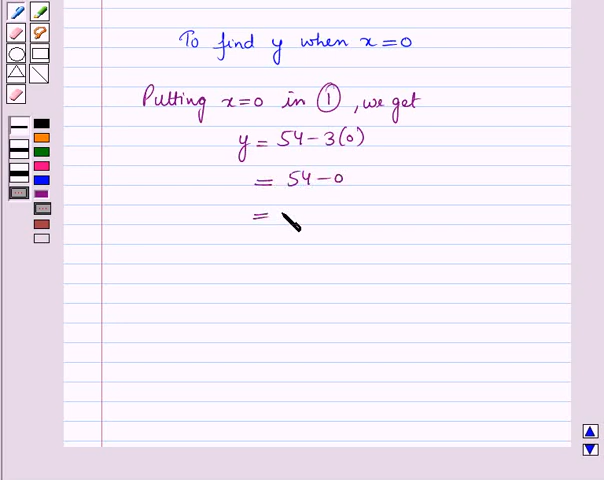 To find y when x=0
Putting x=0 in ①, we get
y = 54-3(0)
= 54-0
=